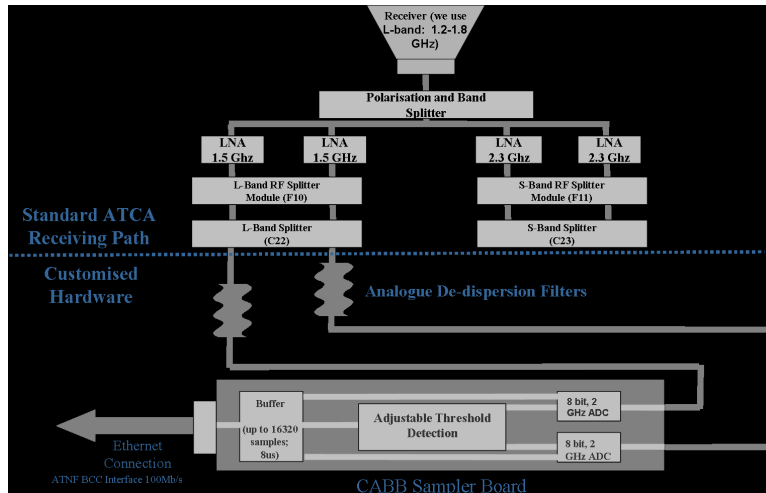 Receiver (we use
L-band: 1.2-1.8
GHz)
Polarisation and Band
Splitter
LNA
1.5 Ghz
LNA
1.5 GHz
LNA
2.3 Ghz
LNA
2.3 Ghz
L-Band RF Splitter
Module (F10)
S-Band RF Splitter
Module (F11)
L-Band Splitter
(C22)
S-Band Splitter
(C23)
Standard ATCA
Receiving Path
Customised
Hardware
Analogue De-dispersion Filters
Buffer
(up to 16320
samples;
8us)
Adjustable Threshold
Detection
8 bit, 2
GHz ADC
8 bit, 2
GHz ADC
Ethernet
Connection
ATNF BCC Interface 100Mb/s
CABB Sampler Board